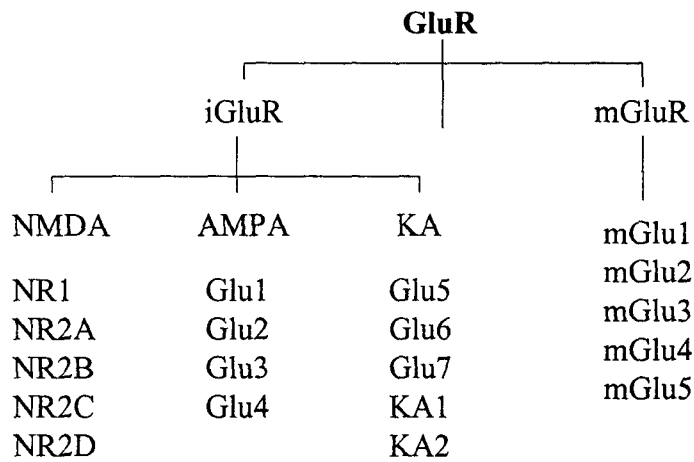 GluR
iGluR mGluR
NMDA AMPA KA
mGlu1
mGlu2
mGlu3
mGlu4
mGlu5
NR1 Glu1 Glu5
NR2A Glu2 Glu6
NR2B Glu3 Glu7
NR2C Glu4 KA1
NR2D KA2